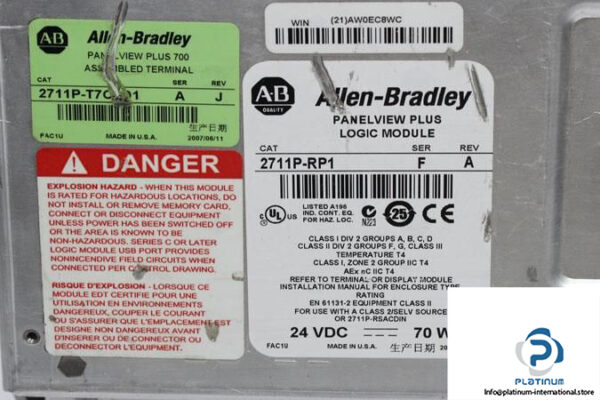 AB Allen-Bradley
PANELVIEW PLUS 700
TERMINAL
CAT SER REV
A J
生产日期
FAC1U MADE IN U.S.A. 2007/06/11
DANGER
EXPLOSION HAZARD - WHEN THIS MODULE
IS RATED FOR HAZARDOUS LOCATIONS, DO
NOT INSTALL OR REMOVE MEMORY CARD,
CONNECT OR DISCONNECT EQUIPMENT
UNLESS POWER HAS BEEN SWITCHED OFF
OR THE AREA IS KNOWN TO BE
NON-HAZARDOUS. SERIES C OR LATER
LOGIC MODULE USB PORT PROVIDES
NONINCENDIVE FIELD CIRCUITS WHEN
CONNECTED PER CONTROL DRAWING.
RISQUE D'EXPLOSION - LORSQUE CE
MODULE EDT CERTIFIE POUR UNE
UTILISATION EN ENVIRONNEMENTS
DANGEREUX, COUPER LE COURANT
OU S'ASSURER QUE L'EMPLACEMENT EST
DESIGNE NON DANGEREUX AVANT
D'INSERER OU DE CONNECTER OU
DECONNECTER L'EQUIPMENT.
WIN (21)AW0EC8WC
A-B QUALITY Allen-Bradley
PANELVIEW PLUS
LOGIC MODULE
CAT SER REV
2711P-RP1 F A
c UL US LISTED A196
IND. CONT. EQ.
FOR HAZ. LOC.
N223
25
CE
CLASS I DIV 2 GROUPS A, B, C, D
CLASS II DIV 2 GROUPS F, G, CLASS III
TEMPERATURE T4
CLASS I, ZONE 2 GROUP IIC T4
AEx nC IIC T4
REFER TO TERMINAL OR DISPLAY MODULE
INSTALLATION MANUAL FOR ENCLOSURE TYPE
RATING
EN 61131-2 EQUIPMENT CLASS II
FOR USE WITH A CLASS 2/SELV SOURCE
OR 2711P-RSACDIN
24 VDC 70 W
FAC1U MADE IN U.S.A. 生产日期
PLATINUM
INTERNATIONAL
Info@platinum-international.store